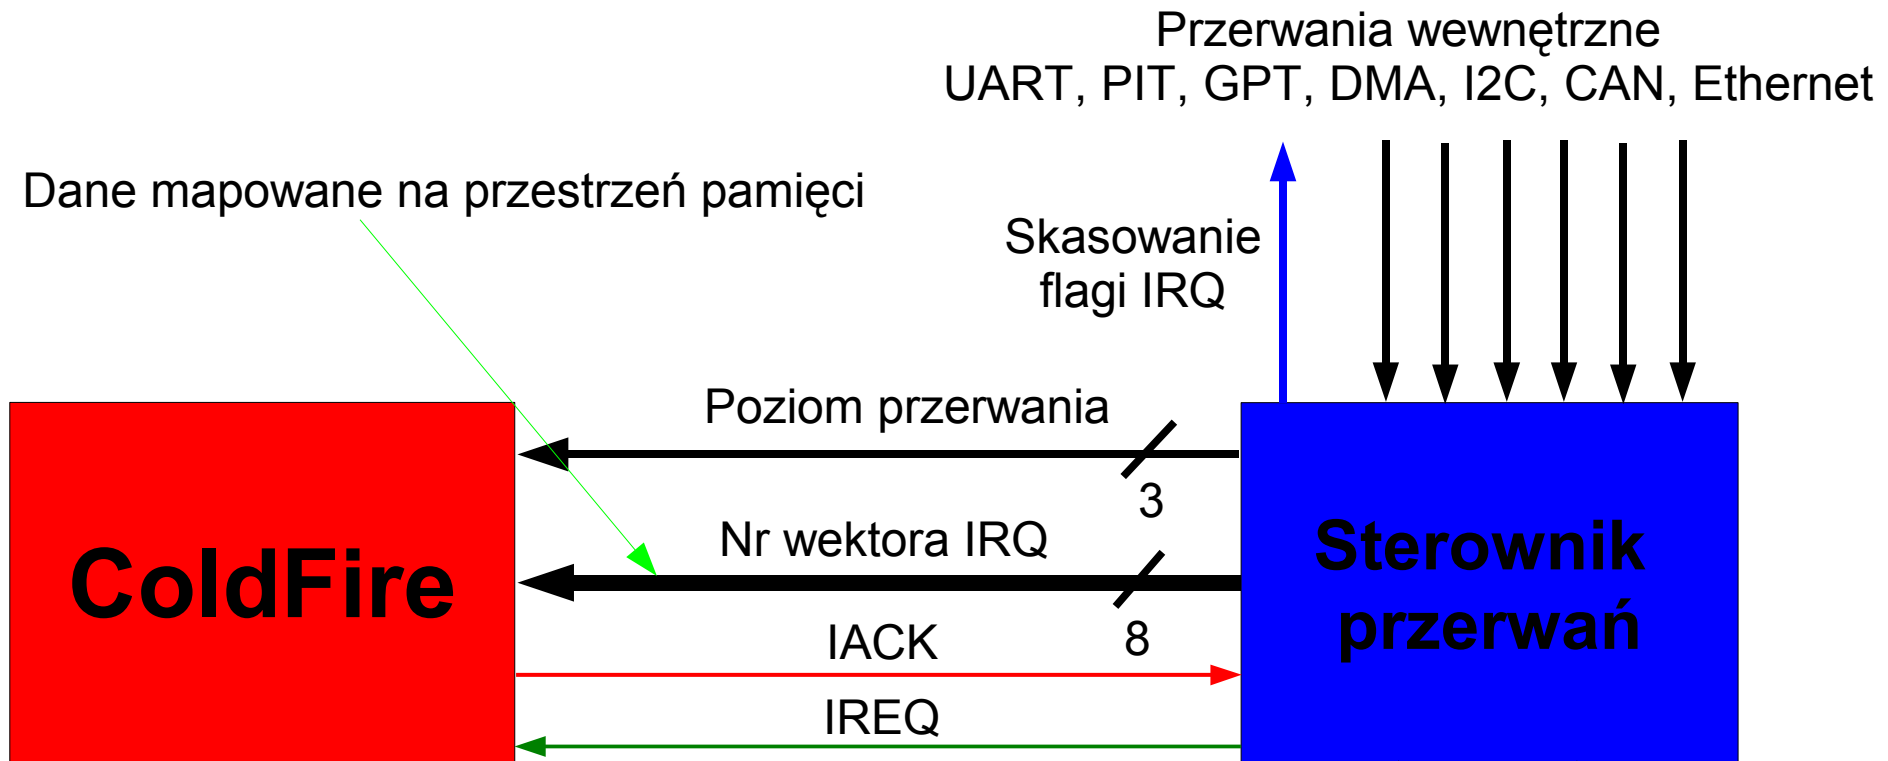 Przerwania wewnętrzne
UART, PIT, GPT, DMA, I2C, CAN, Ethernet
Dane mapowane na przestrzeń pamięci
Skasowanie
flagi IRQ
Poziom przerwania
3
Nr wektora IRQ
8
IACK
IREQ
ColdFire
Sterownik
przerwań